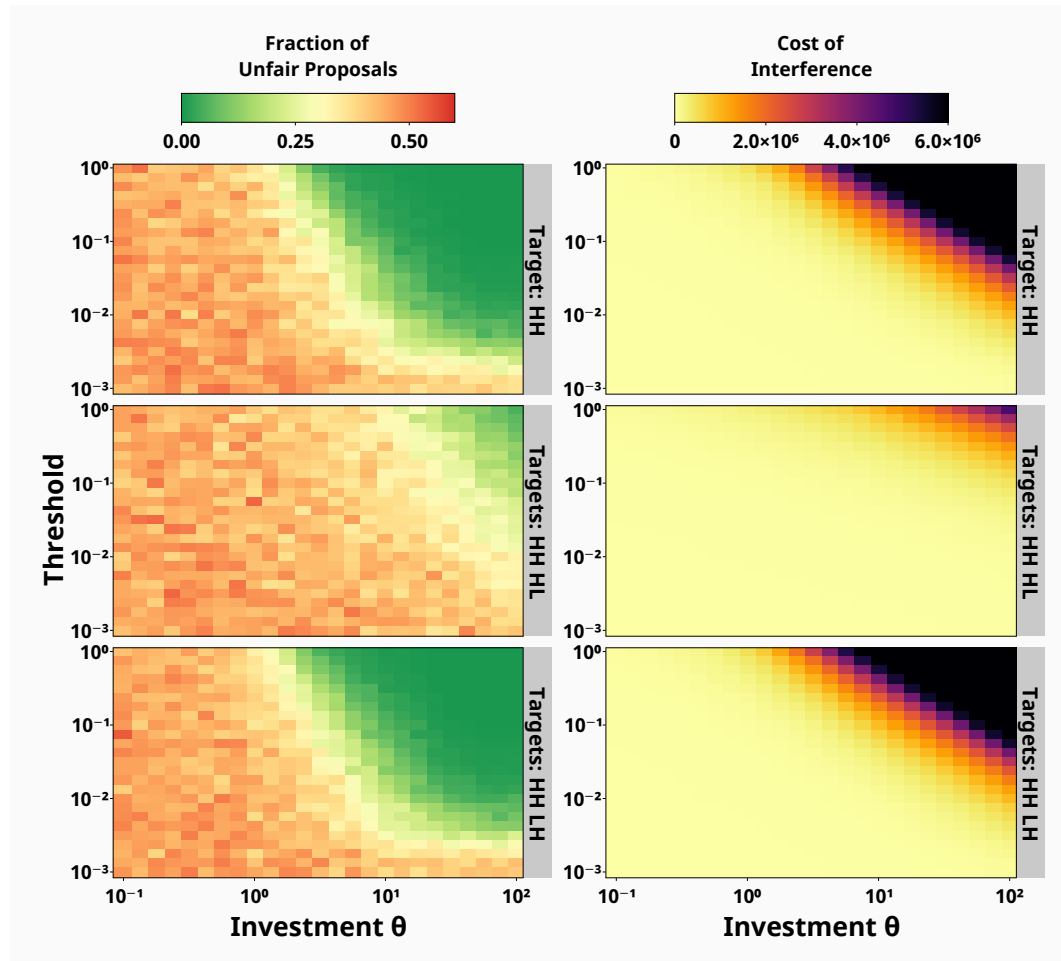 Fraction of
Unfair Proposals
0.00 0.25 0.50
Cost of
Interference
0 2.0×10⁶ 4.0×10⁶ 6.0×10⁶
Threshold
10⁰
10⁻¹
10⁻²
10⁻³
Target: HH
10⁰
10⁻¹
10⁻²
10⁻³
Target: HH
10⁰
10⁻¹
10⁻²
10⁻³
Targets: HH HL
10⁰
10⁻¹
10⁻²
10⁻³
Targets: HH HL
10⁰
10⁻¹
10⁻²
10⁻³
Targets: HH LH
10⁰
10⁻¹
10⁻²
10⁻³
Targets: HH LH
10⁻¹ 10⁰ 10¹ 10²
Investment θ
10⁻¹ 10⁰ 10¹ 10²
Investment θ